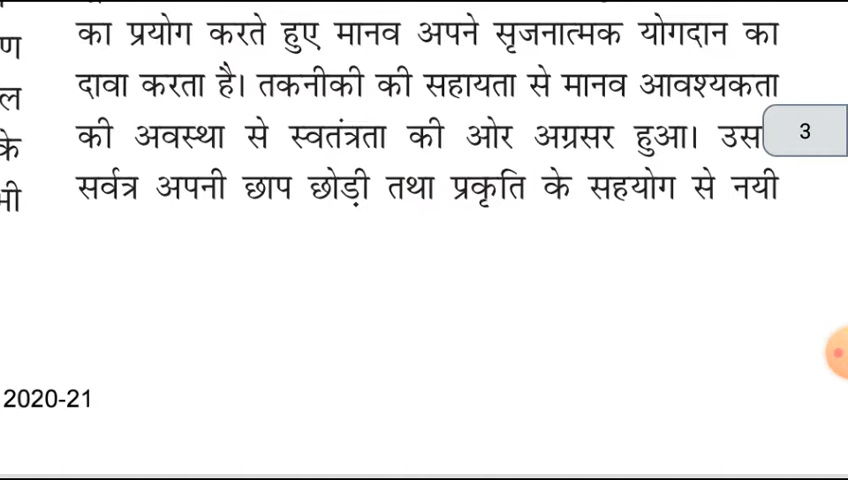 ण
ल
के
भी
का प्रयोग करते हुए मानव अपने सृजनात्मक योगदान का
दावा करता है। तकनीकी की सहायता से मानव आवश्यकता
की अवस्था से स्वतंत्रता की ओर अग्रसर हुआ। उस
सर्वत्र अपनी छाप छोड़ी तथा प्रकृति के सहयोग से नयी
3
2020-21